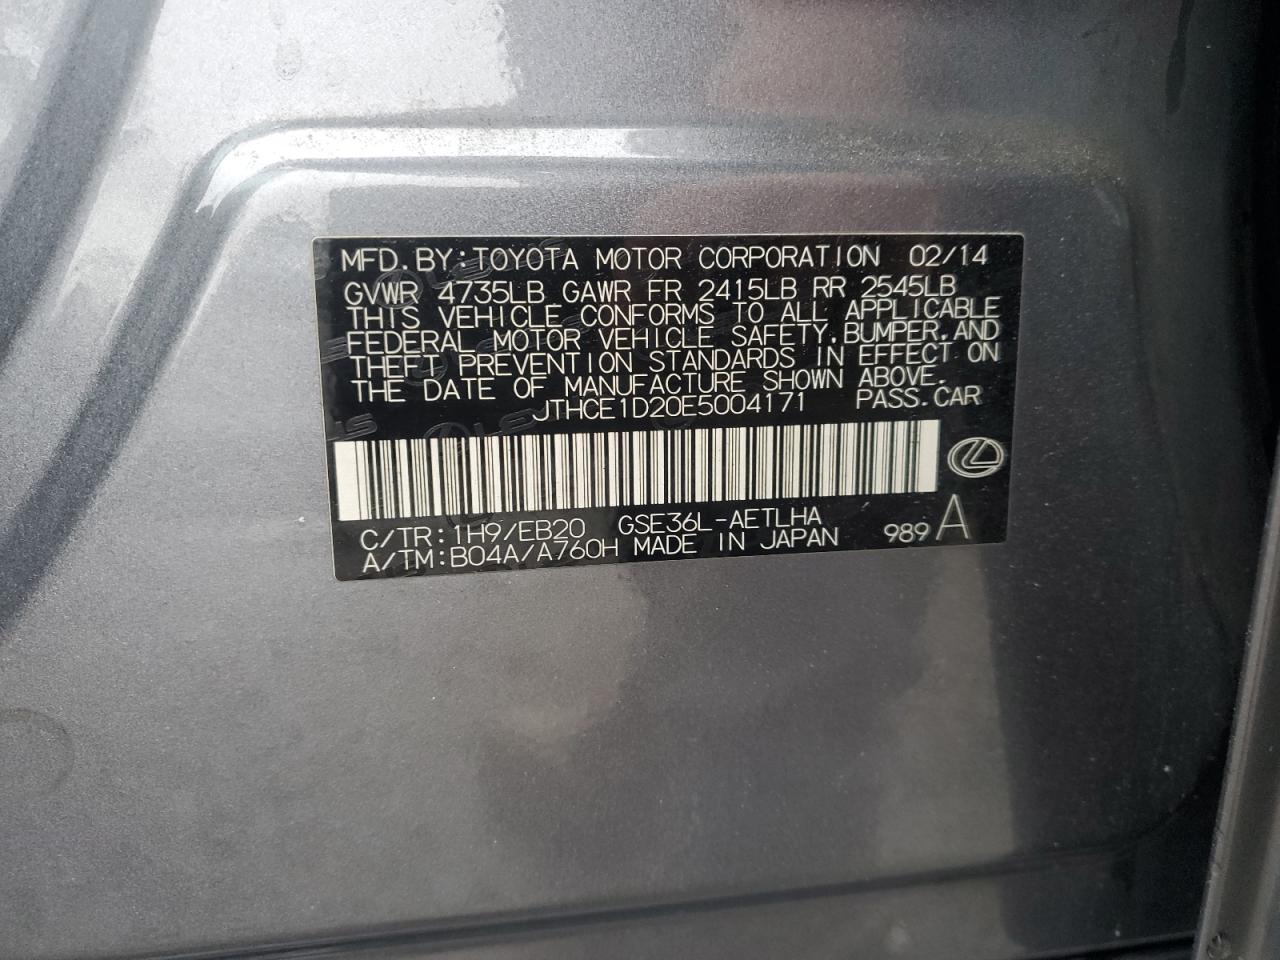 MFD. BY: TOYOTA MOTOR CORPORATION 02/14
GVWR 4735LB GAWR FR 2415LB RR 2545LB
THIS VEHICLE CONFORMS TO ALL APPLICABLE
FEDERAL MOTOR VEHICLE SAFETY, BUMPER, AND
THEFT PREVENTION STANDARDS IN EFFECT ON
THE DATE OF MANUFACTURE SHOWN ABOVE.
JTHCE1D20E5004171 PASS. CAR
C/TR: 1H9/EB20 GSE36L-AETLHA
A/TM: B04A/A760H MADE IN JAPAN 989 A